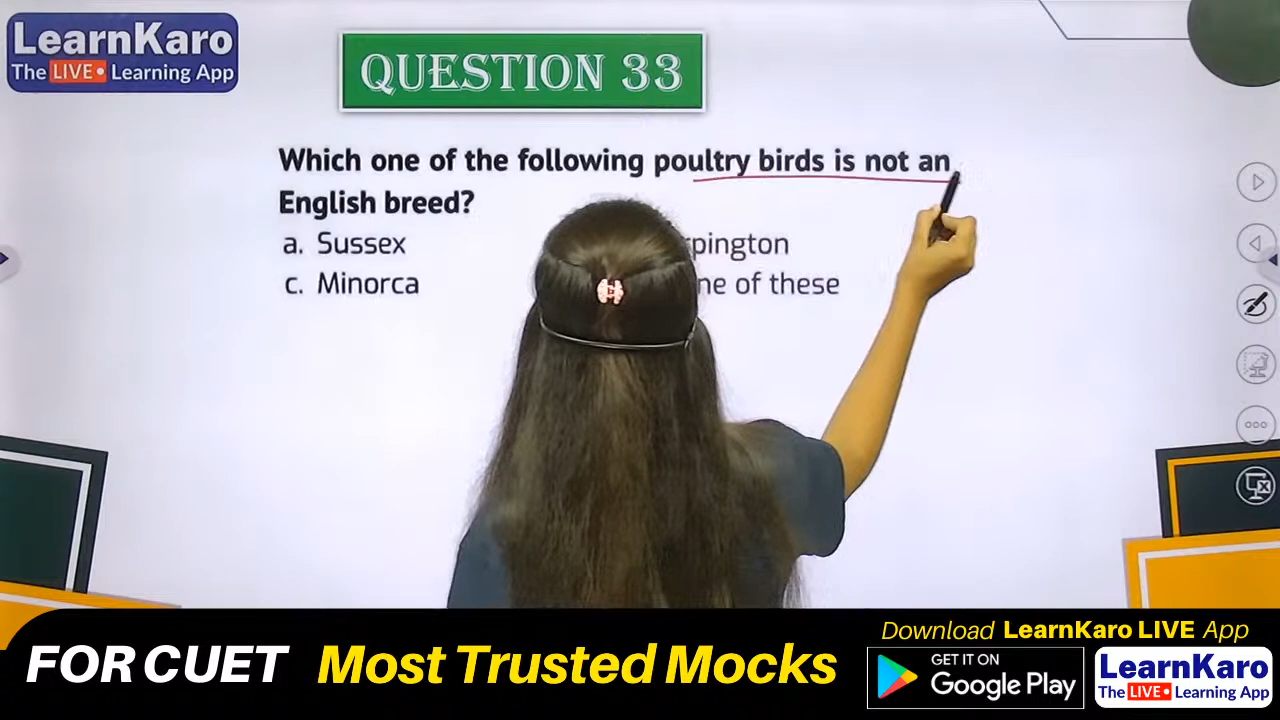 LearnKaro
The LIVE • Learning App
QUESTION 33
Which one of the following poultry birds is not an
English breed?
a. Sussex
rpington
c. Minorca
ne of these
FOR CUET Most Trusted Mocks
Download LearnKaro LIVE App
GET IT ON
Google Play
LearnKaro
The LIVE • Learning App